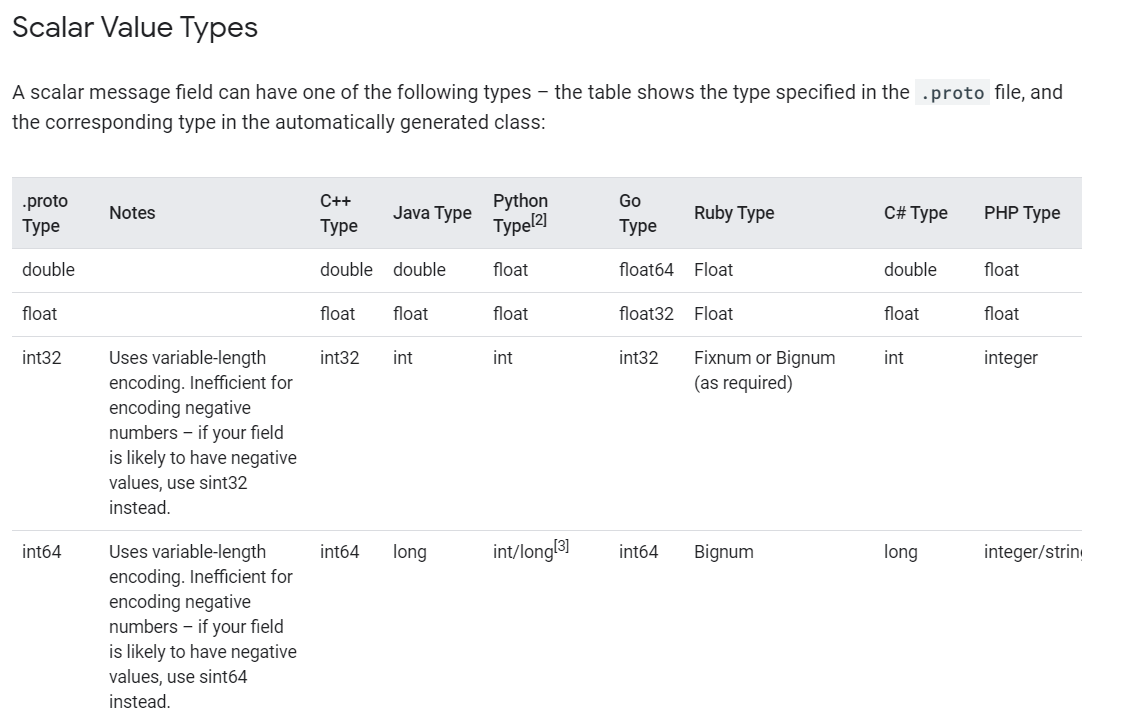 Scalar Value Types
A scalar message field can have one of the following types – the table shows the type specified in the .proto file, and
the corresponding type in the automatically generated class:
.proto Type Notes C++ Type Java Type Python Type[2] Go Type Ruby Type C# Type PHP Type
double double double float float64 Float double float
float float float float float32 Float float float
int32 Uses variable-length int32 int int int32 Fixnum or Bignum int integer
encoding. Inefficient for (as required)
encoding negative
numbers – if your field
is likely to have negative
values, use sint32
instead.
int64 Uses variable-length int64 long int/long[3] int64 Bignum long integer/string
encoding. Inefficient for
encoding negative
numbers – if your field
is likely to have negative
values, use sint64
instead.